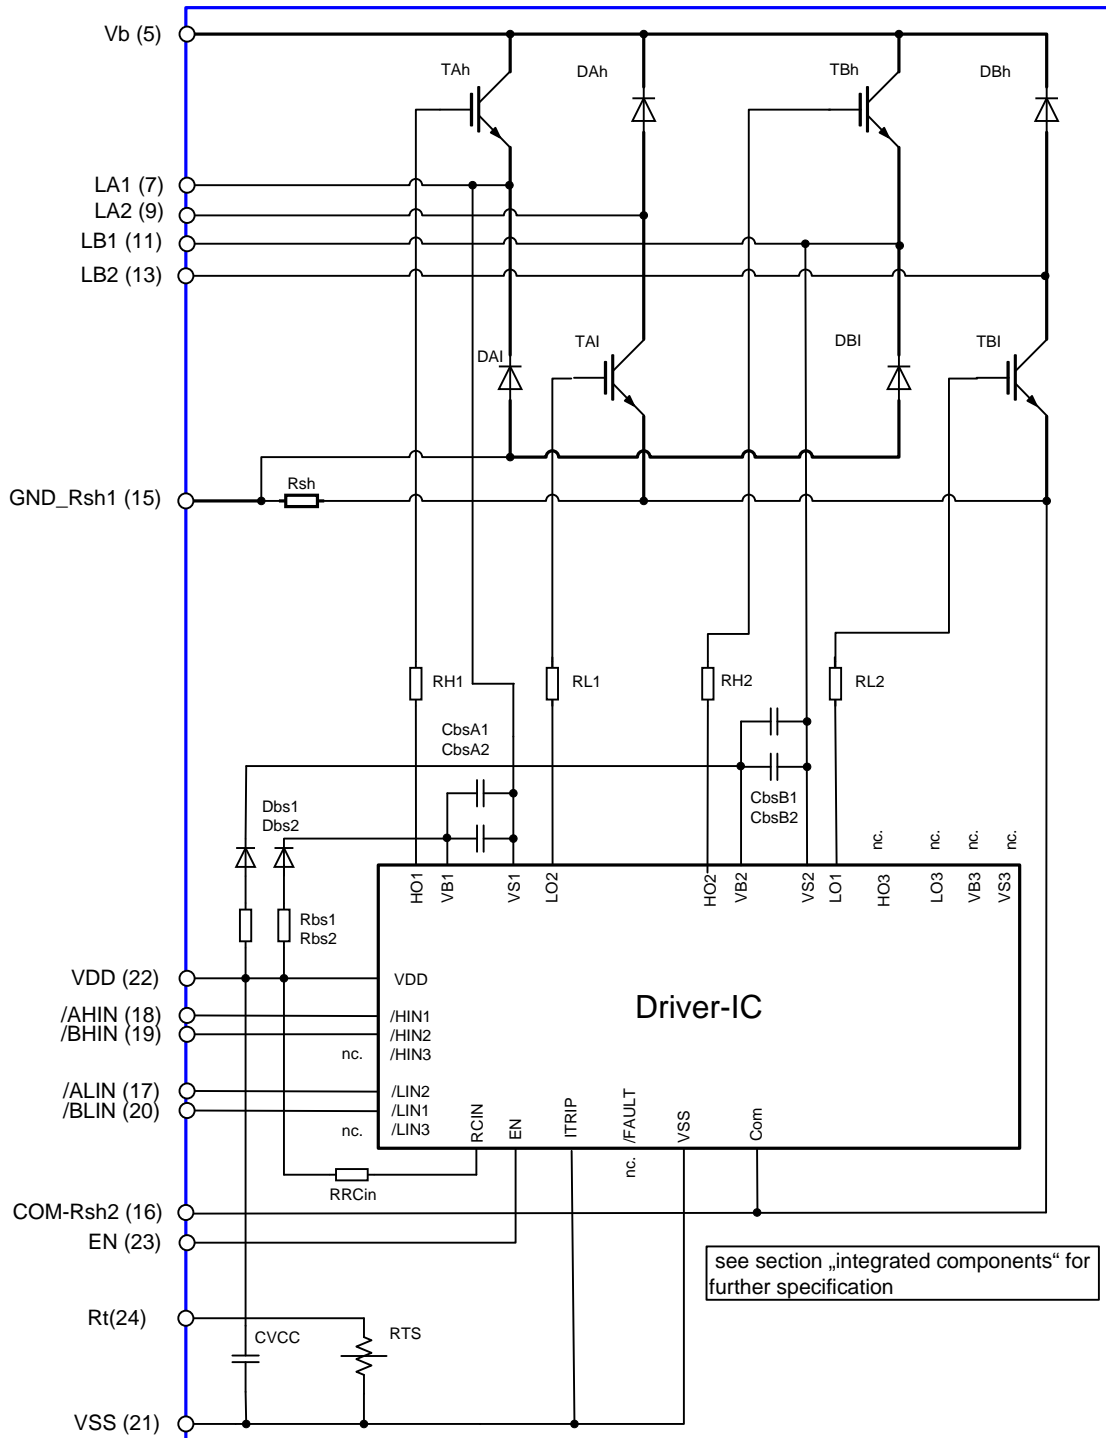 Vb (5)
TAh
DAh
TBh
DBh
LA1 (7)
LA2 (9)
LB1 (11)
LB2 (13)
DAI
TAI
DBI
TBI
GND_Rsh1 (15)
Rsh
RH1
RL1
RH2
RL2
CbsA1
CbsA2
CbsB1
CbsB2
Dbs1
Dbs2
nc.
nc.
nc.
nc.
HO1
VB1
VS1
LO2
HO2
VB2
VS2
LO1
HO3
LO3
VB3
VS3
Rbs1
Rbs2
VDD (22)
VDD
Driver-IC
/AHIN (18)
/HIN1
/BHIN (19)
/HIN2
nc.
/HIN3
/ALIN (17)
/LIN2
/BLIN (20)
/LIN1
nc.
/LIN3
RCIN
EN
ITRIP
/FAULT
VSS
Com
nc.
RRCin
COM-Rsh2 (16)
EN (23)
see section „integrated components“ for
further specification
Rt(24)
CVCC
RTS
VSS (21)